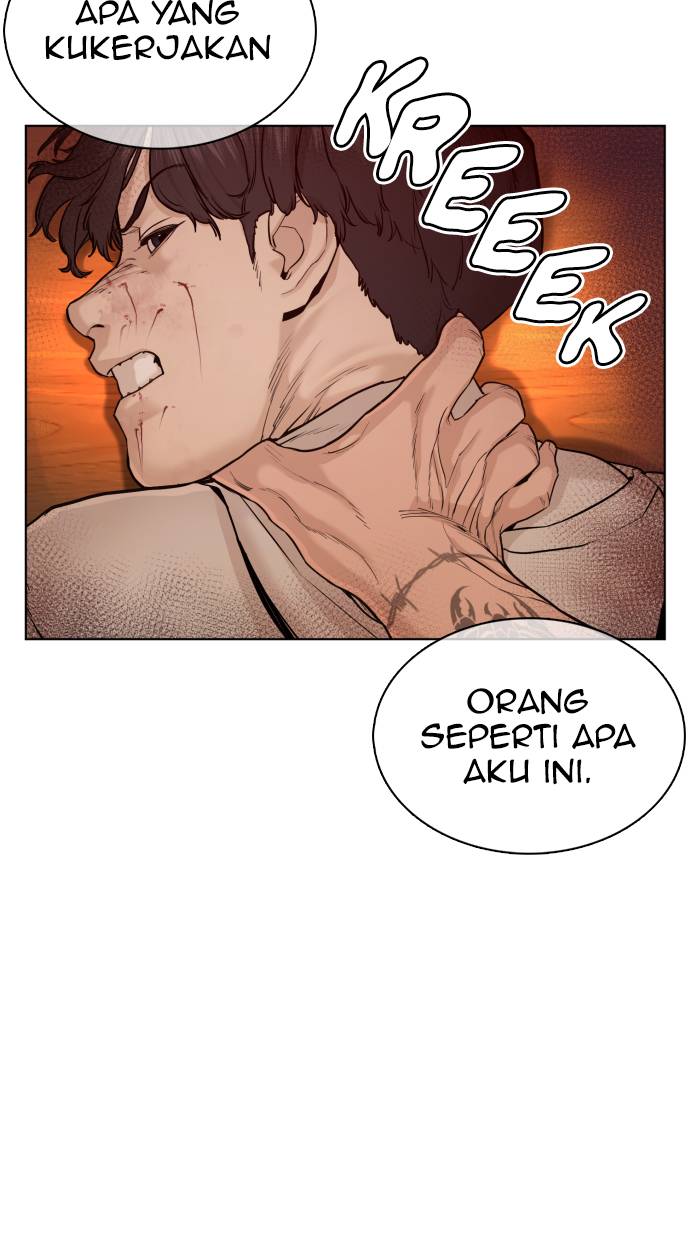 APA YANG
KUKERJAKAN
KREEEK
ORANG
SEPERTI APA
AKU INI.